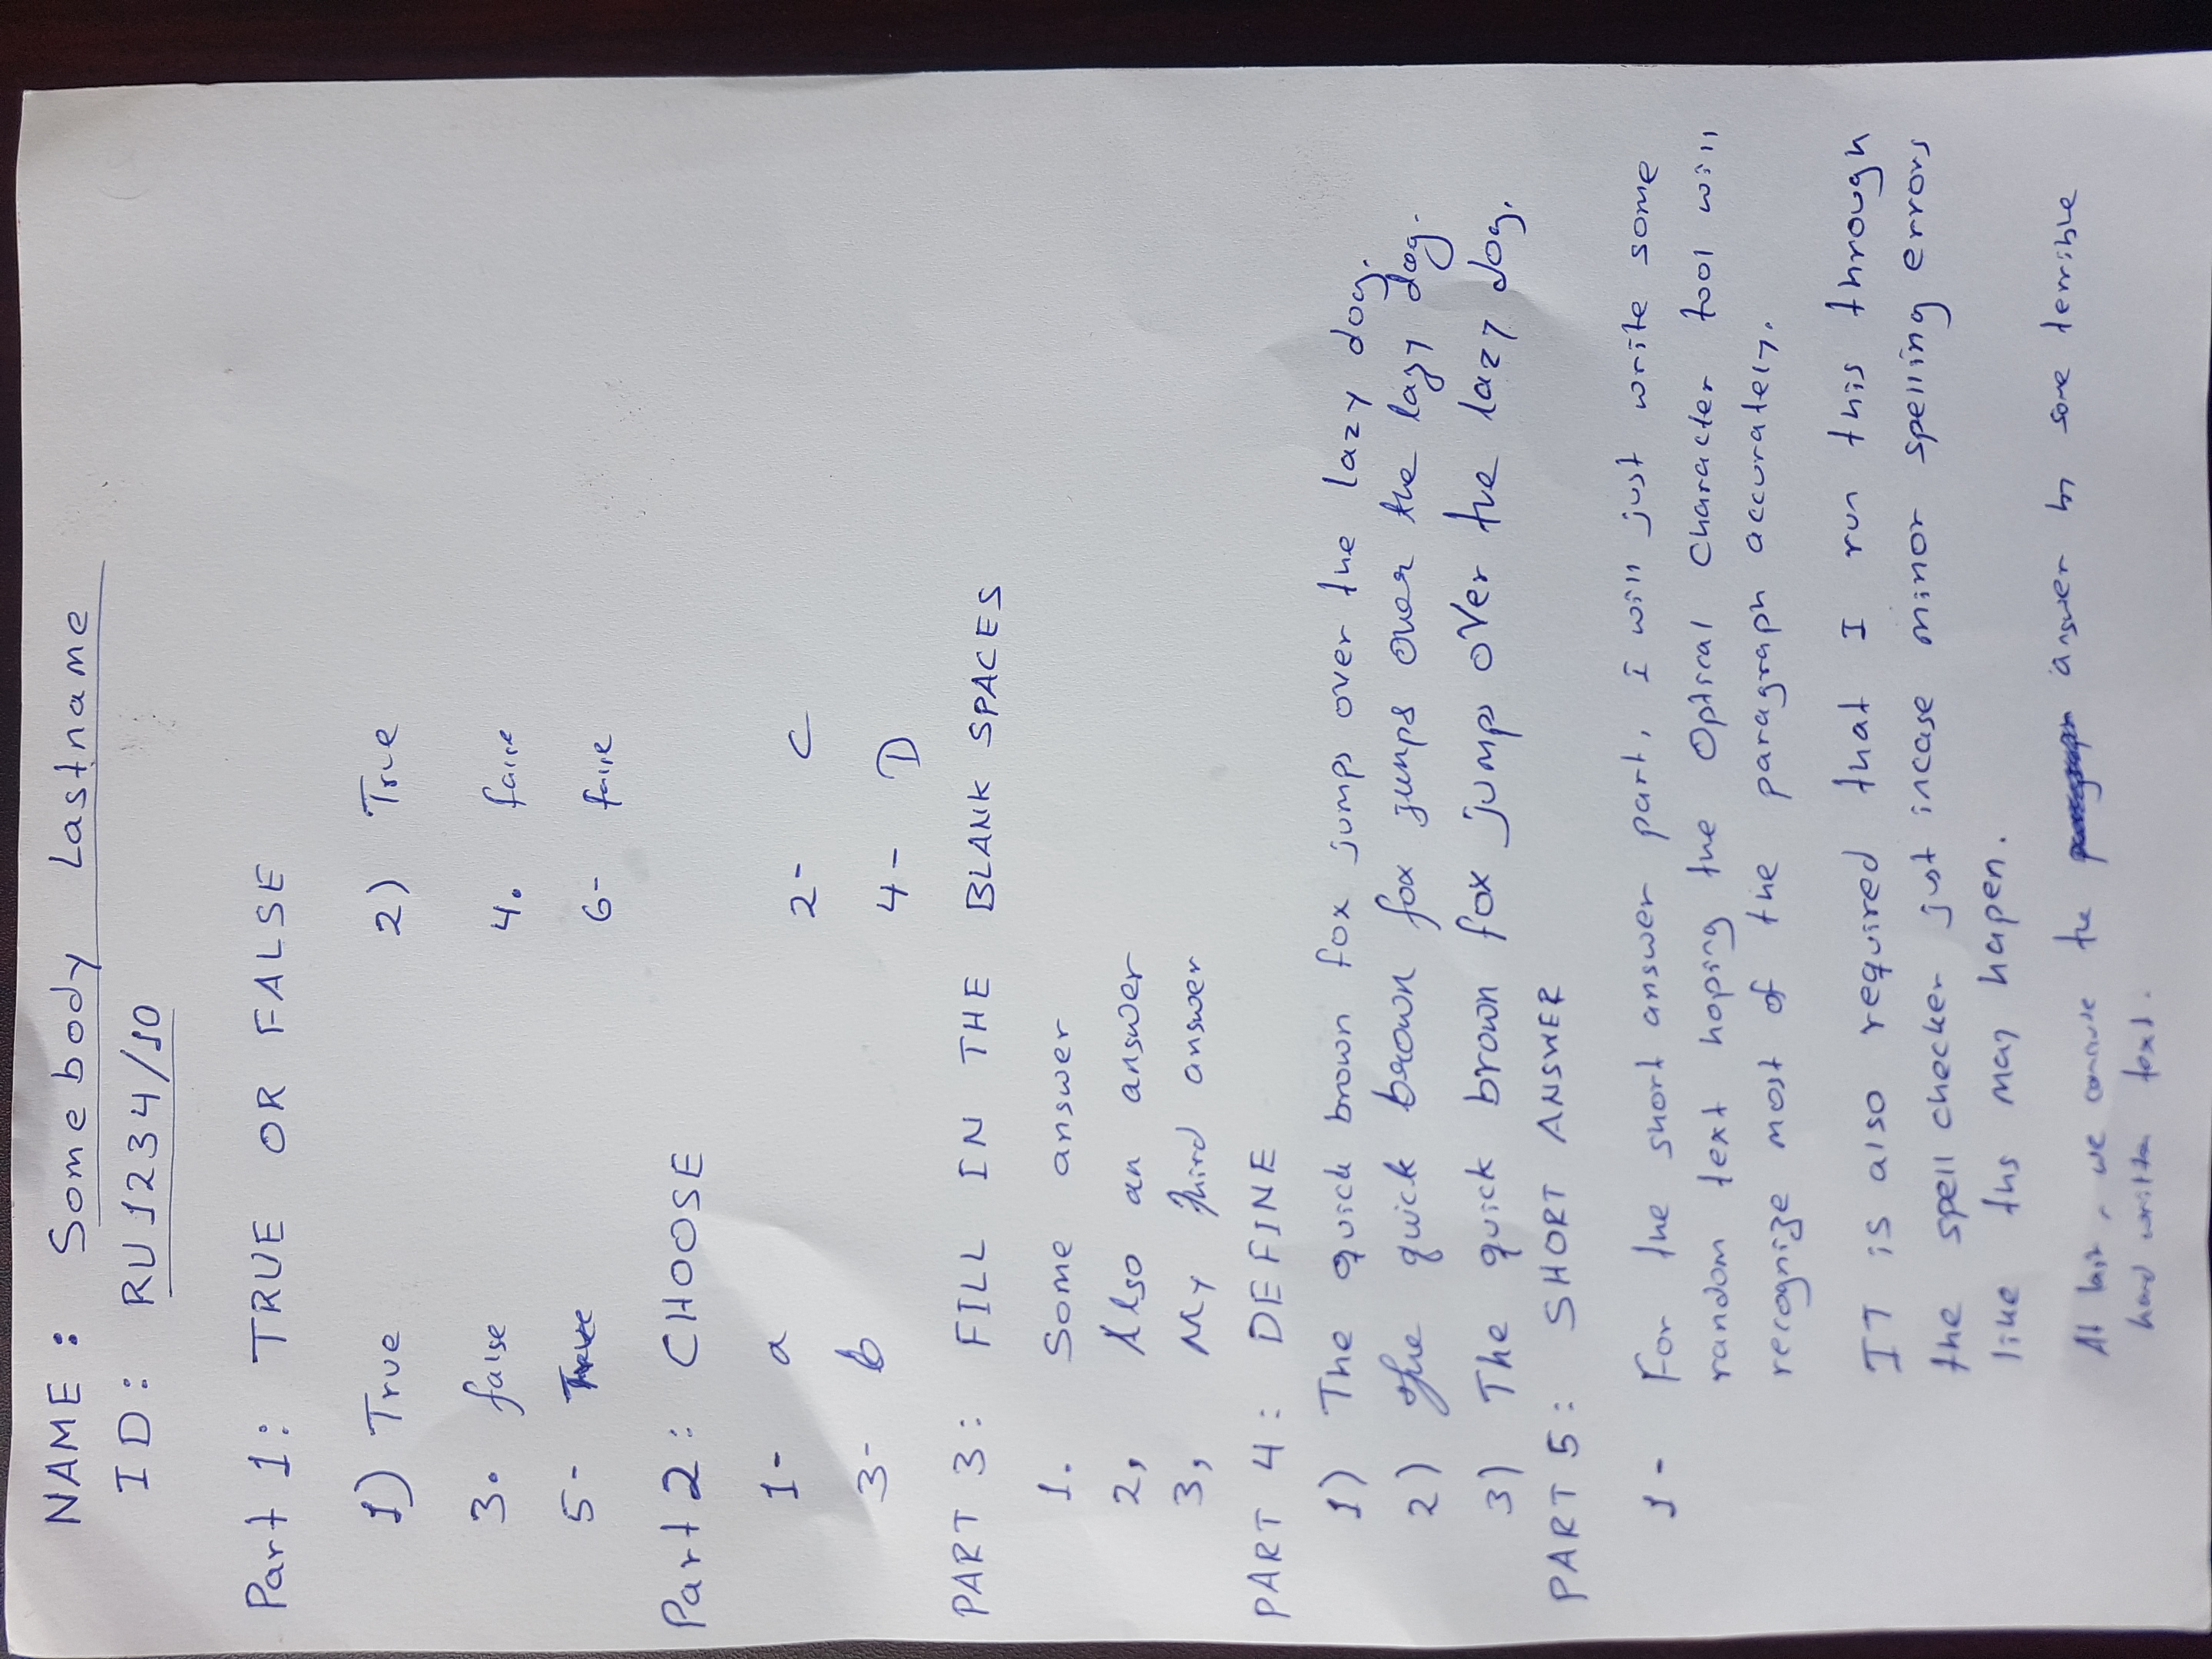 NAME: Somebody Lastname
ID: RU1234/10
Part 1: TRUE OR FALSE
1) True 2) True
3. false 4. false
5- True 6- false
Part 2: CHOOSE
1- a 2- C
3- b 4- D
PART 3: FILL IN THE BLANK SPACES
1. Some answer
2, Also an answer
3, My third answer
PART 4: DEFINE
1) The quick brown fox jumps over the lazy dog.
2) The quick brown fox jumps over the lazy dog.
3) The quick brown fox jumps over the lazy dog.
PART 5: SHORT ANSWER
1- For the short answer part, I will just write some
random text hoping the Optical Character tool will
recognize most of the paragraph accurately.
IT is also required that I run this through
the spell checker just incase minor spelling errors
like ths may hapen.
At last, we conclude the answer by some terrible
hand written text.